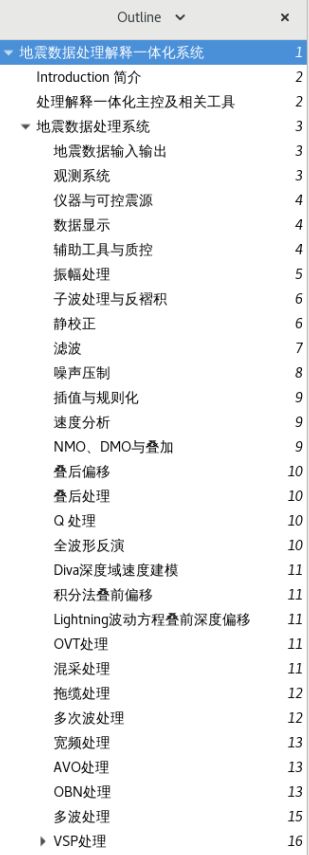 Outline
地震数据处理解释一体化系统 1
Introduction 简介 2
处理解释一体化主控及相关工具 2
地震数据处理系统 3
地震数据输入输出 3
观测系统 3
仪器与可控震源 4
数据显示 4
辅助工具与质控 4
振幅处理 5
子波处理与反褶积 6
静校正 6
滤波 7
噪声压制 8
插值与规则化 9
速度分析 9
NMO、DMO与叠加 9
叠后偏移 10
叠后处理 10
Q 处理 10
全波形反演 10
Diva深度域速度建模 11
积分法叠前偏移 11
Lightning波动方程叠前深度偏移 11
OVT处理 11
混采处理 11
拖缆处理 12
多次波处理 12
宽频处理 13
AVO处理 13
OBN处理 13
多波处理 15
VSP处理 16